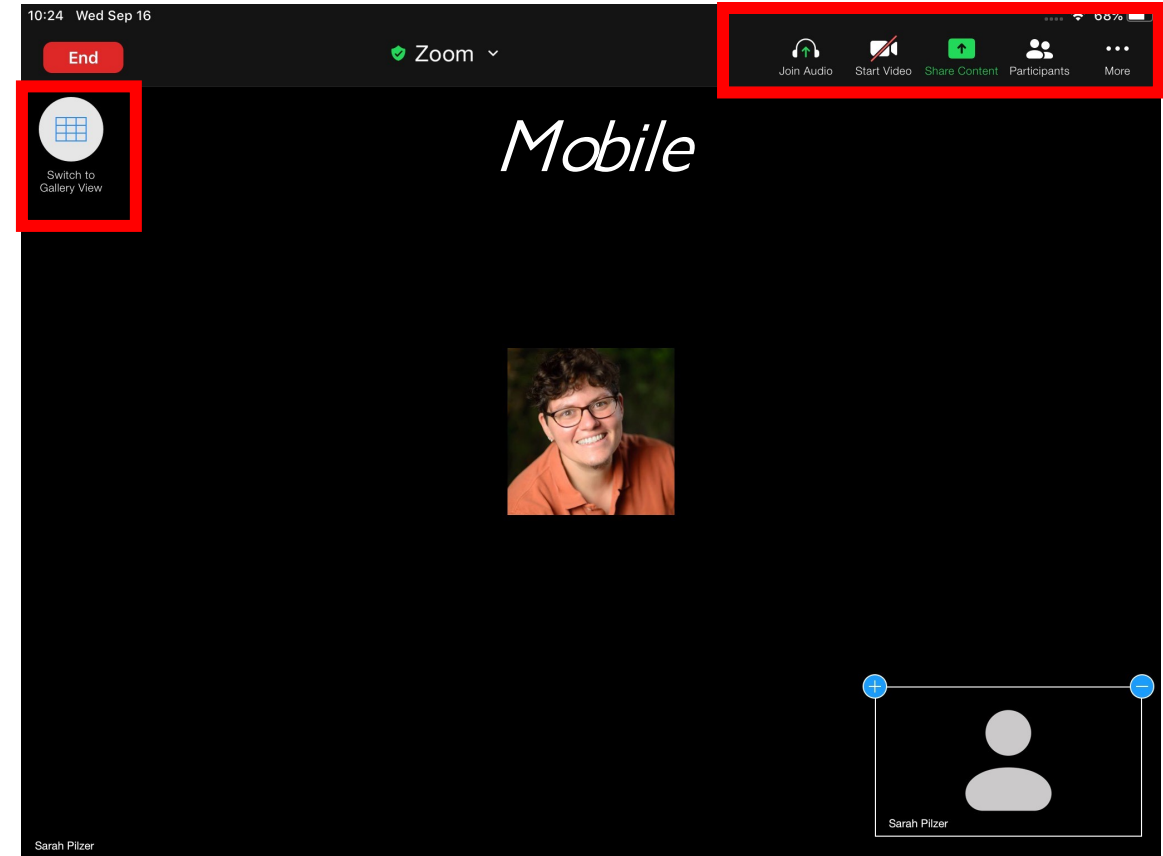 10:24 Wed Sep 16
68%
End
Zoom
Join Audio Start Video Share Content Participants More
Switch to
Gallery View
Mobile
Sarah Pilzer
Sarah Pilzer